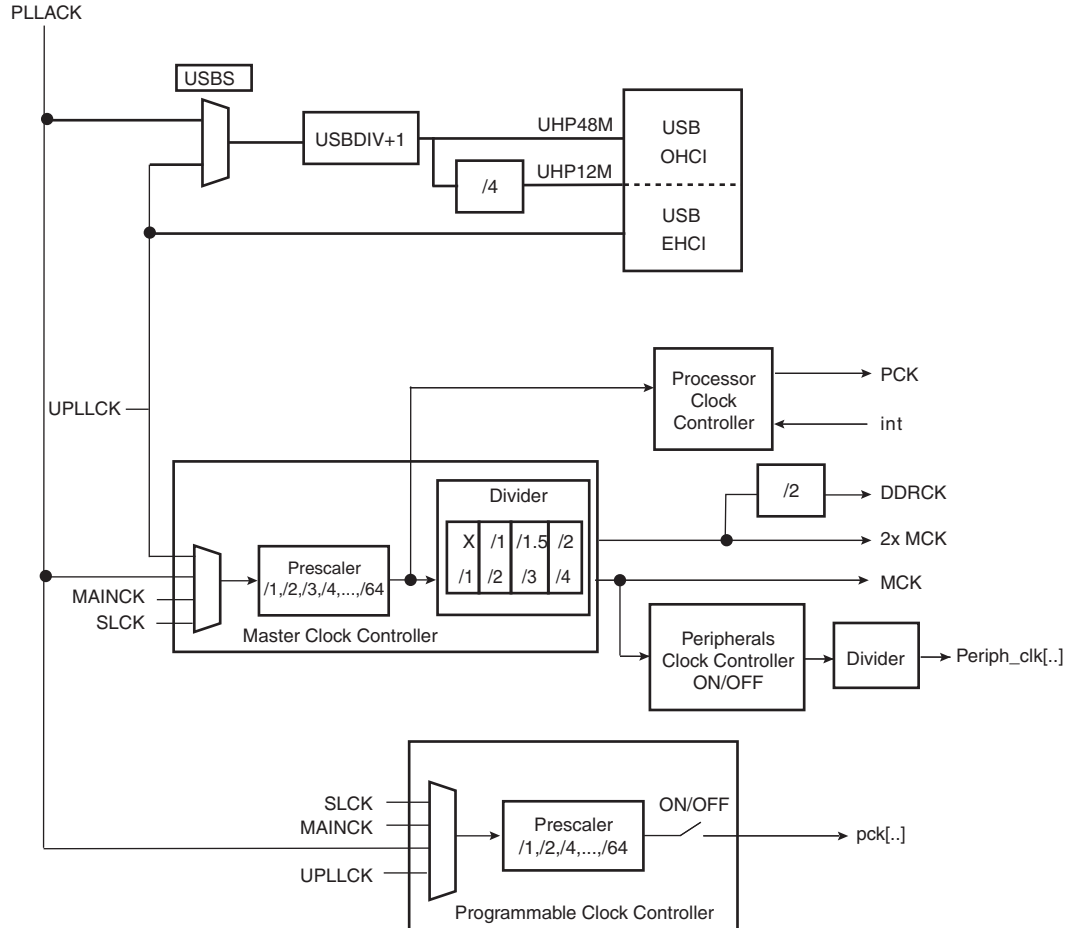 PLLACK
USBS
USBDIV+1
UHP48M
UHP12M
/4
USB
OHCI
USB
EHCI
UPLLCK
Processor
Clock
Controller
PCK
int
/2
DDRCK
2x MCK
MCK
Divider
X /1 /1.5 /2
/1 /2 /3 /4
Prescaler
/1,/2,/3,/4,...,/64
MAINCK
SLCK
Master Clock Controller
Peripherals
Clock Controller
ON/OFF
Divider
Periph_clk[..]
SLCK
MAINCK
UPLLCK
Prescaler
/1,/2,/4,...,/64
ON/OFF
pck[..]
Programmable Clock Controller